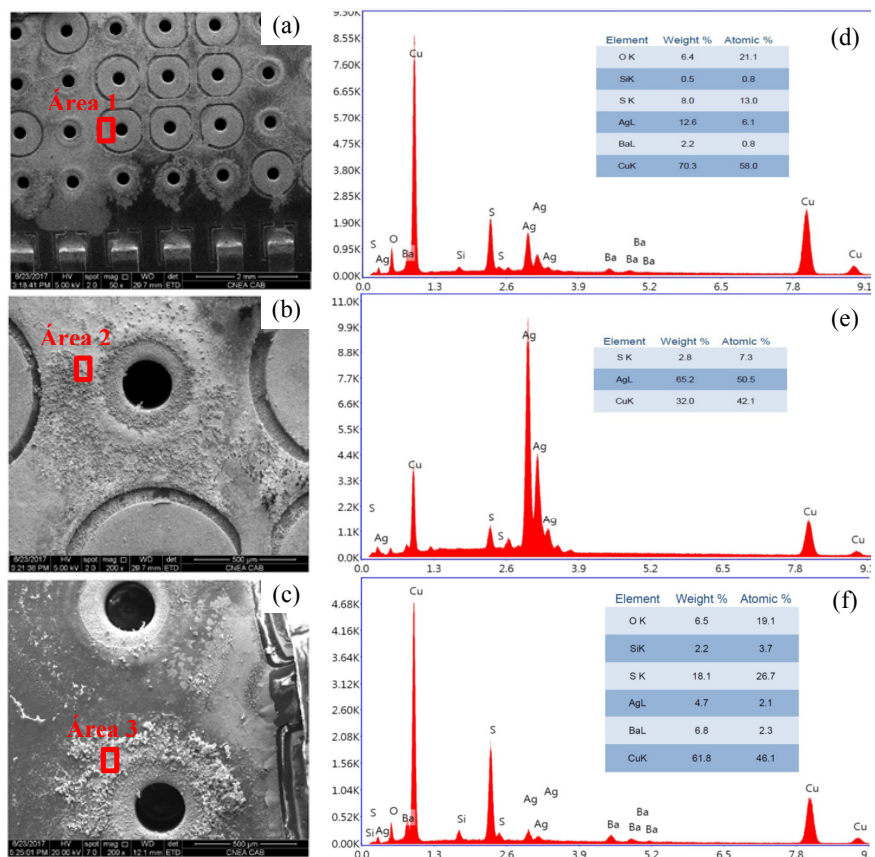 (a)
Área 1
6/23/2017 HV spot mag WD det 2 mm
3:18:41 PM 5.00 kV 2.0 50x 29.7 mm ETD CNEA CAB
(b)
Área 2
6/23/2017 HV spot mag WD det 500 µm
3:21:36 PM 5.00 kV 2.0 200 x 29.7 mm ETD CNEA CAB
(c)
Área 3
6/23/2017 HV spot mag WD det 500 µm
5:25:01 PM 20.00 kV 7.0 200 x 12.1 mm ETD CNEA CAB
(d)
9.50K
8.55K
7.60K
6.65K
5.70K
4.75K
3.80K
2.85K
1.90K
0.95K
0.00K
Element Weight % Atomic %
O K 6.4 21.1
SiK 0.5 0.8
S K 8.0 13.0
AgL 12.6 6.1
BaL 2.2 0.8
CuK 70.3 58.0
Cu
S
Ag
O
Ba
Si
S
S
Ag
Ag
Ag
Ba
Ba
Ba
Ba
Cu
Cu
0.0 1.3 2.6 3.9 5.2 6.5 7.8 9.1
(e)
11.0K
9.9K
8.8K
7.7K
6.6K
5.5K
4.4K
3.3K
2.2K
1.1K
0.0K
Element Weight % Atomic %
S K 2.8 7.3
AgL 65.2 50.5
CuK 32.0 42.1
S
Ag
Cu
S
S
Ag
Ag
Ag
Cu
Cu
0.0 1.3 2.6 3.9 5.2 6.5 7.8
(f)
4.68K
4.16K
3.64K
3.12K
2.60K
2.08K
1.56K
1.04K
0.52K
0.00K
Element Weight % Atomic %
O K 6.5 19.1
SiK 2.2 3.7
S K 18.1 26.7
AgL 4.7 2.1
BaL 6.8 2.3
CuK 61.8 46.1
Cu
S
Si
Ag
O
Ba
Si
S
S
Ag
Ag
Ag
Ag
Ba
Ba
Ba
Ba
Cu
Cu
0.0 1.3 2.6 3.9 5.2 6.5 7.8 9.